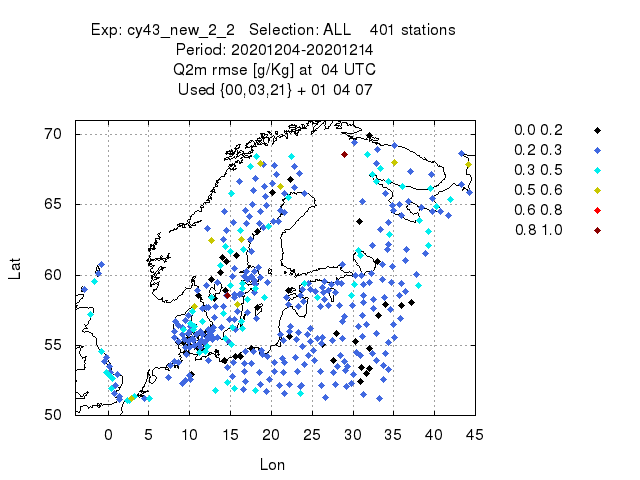 Exp: cy43_new_2_2   Selection: ALL    401 stations
Period: 20201204-20201214
Q2m rmse [g/Kg] at  04 UTC
Used {00,03,21} + 01 04 07
70
65
60
55
50
Lat
0 5 10 15 20 25 30 35 40 45
Lon
0.0 0.2
0.2 0.3
0.3 0.5
0.5 0.6
0.6 0.8
0.8 1.0